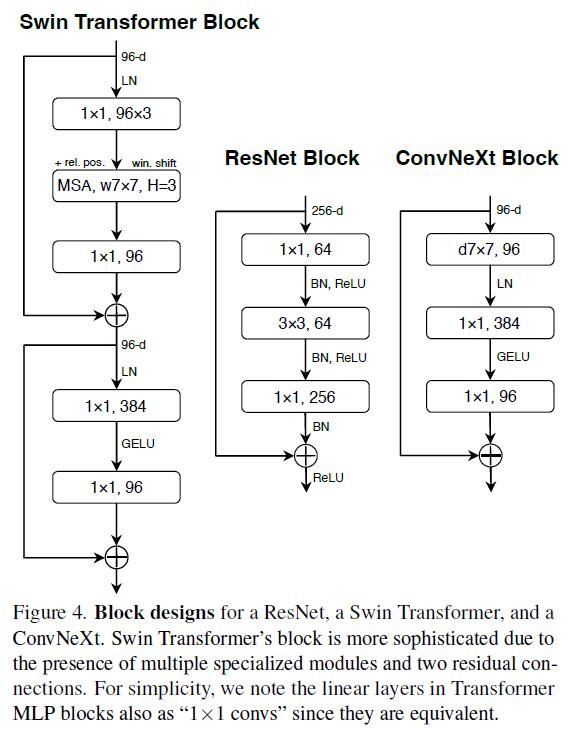 Swin Transformer Block
96-d
LN
1×1, 96×3
+ rel. pos.
win. shift
MSA, w7×7, H=3
1×1, 96
96-d
LN
1×1, 384
GELU
1×1, 96
ResNet Block
256-d
1×1, 64
BN, ReLU
3×3, 64
BN, ReLU
1×1, 256
BN
ReLU
ConvNeXt Block
96-d
d7×7, 96
LN
1×1, 384
GELU
1×1, 96
Figure 4. Block designs for a ResNet, a Swin Transformer, and a
ConvNeXt. Swin Transformer's block is more sophisticated due to
the presence of multiple specialized modules and two residual con-
nections. For simplicity, we note the linear layers in Transformer
MLP blocks also as “1×1 convs” since they are equivalent.